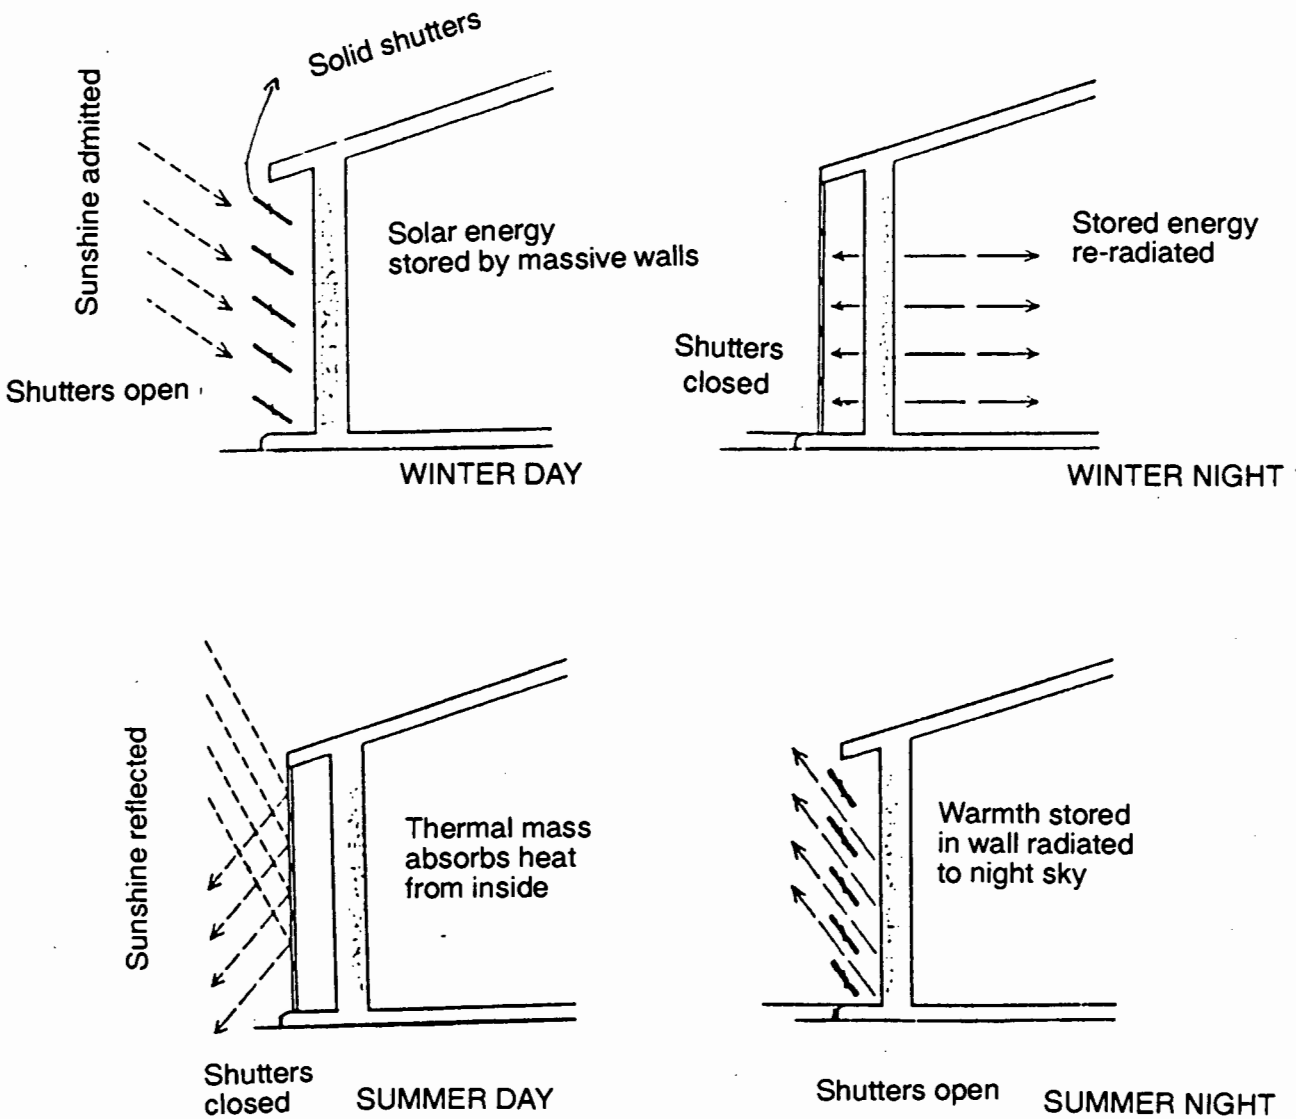 Solid shutters
Sunshine admitted
Solar energy
stored by massive walls
Shutters open
WINTER DAY
Stored energy
re-radiated
Shutters
closed
WINTER NIGHT
Sunshine reflected
Thermal mass
absorbs heat
from inside
Shutters
closed
SUMMER DAY
Warmth stored
in wall radiated
to night sky
Shutters open
SUMMER NIGHT